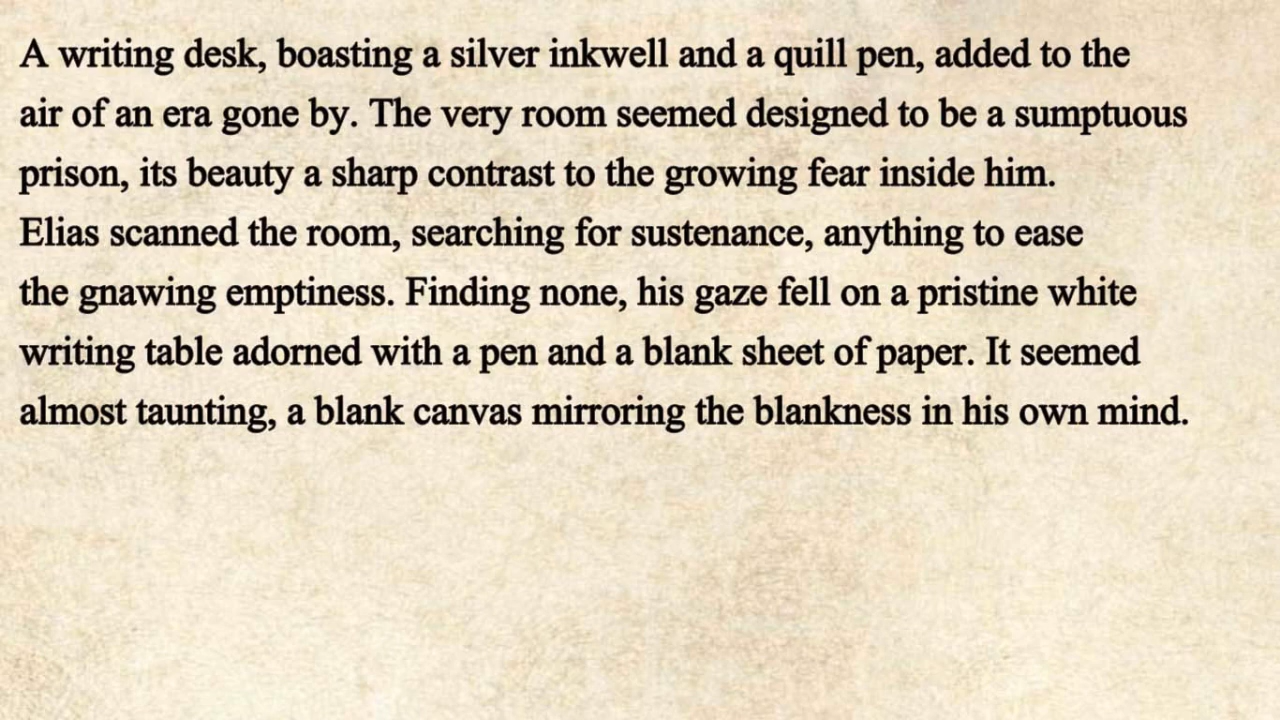 A writing desk, boasting a silver inkwell and a quill pen, added to the
air of an era gone by. The very room seemed designed to be a sumptuous
prison, its beauty a sharp contrast to the growing fear inside him.
Elias scanned the room, searching for sustenance, anything to ease
the gnawing emptiness. Finding none, his gaze fell on a pristine white
writing table adorned with a pen and a blank sheet of paper. It seemed
almost taunting, a blank canvas mirroring the blankness in his own mind.